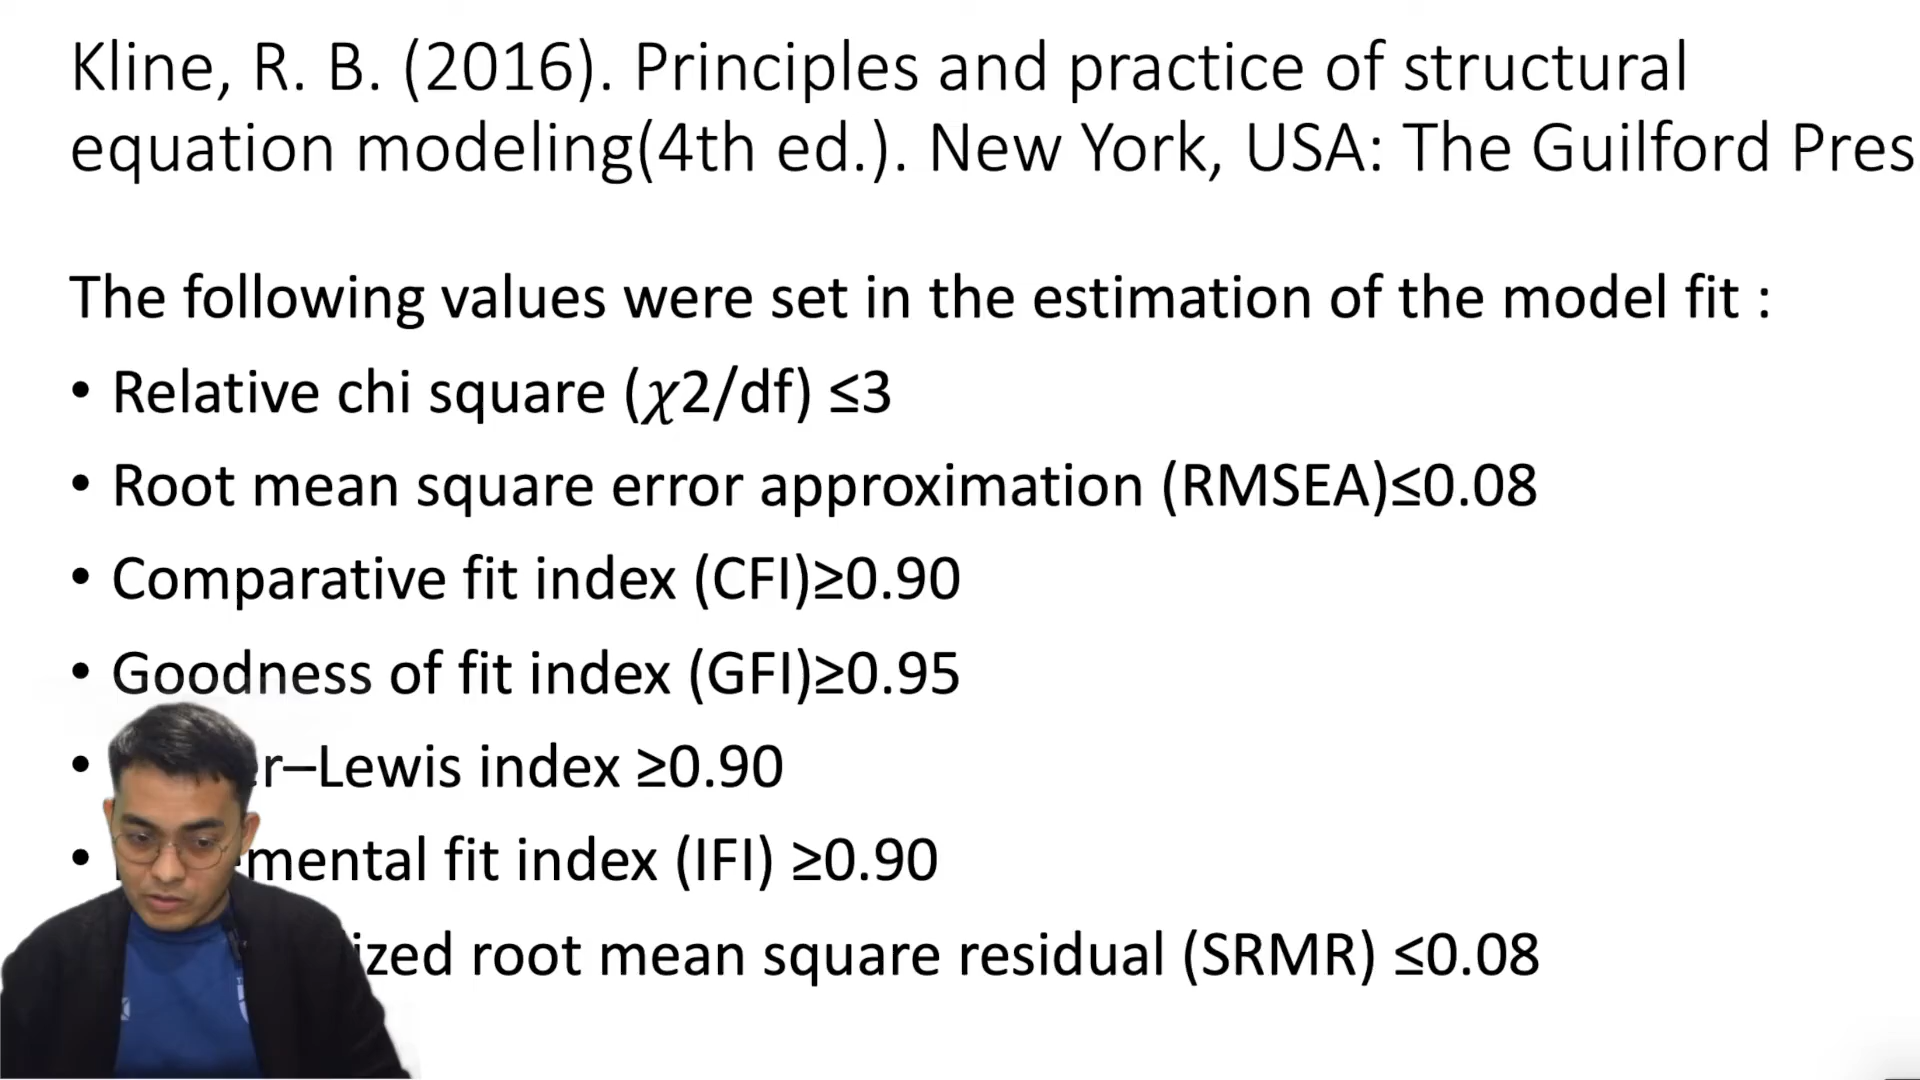 Kline, R. B. (2016). Principles and practice of structural
equation modeling(4th ed.). New York, USA: The Guilford Pres
The following values were set in the estimation of the model fit :
• Relative chi square (χ2/df) ≤3
• Root mean square error approximation (RMSEA)≤0.08
• Comparative fit index (CFI)≥0.90
• Goodness of fit index (GFI)≥0.95
• r–Lewis index ≥0.90
• mental fit index (IFI) ≥0.90
ized root mean square residual (SRMR) ≤0.08